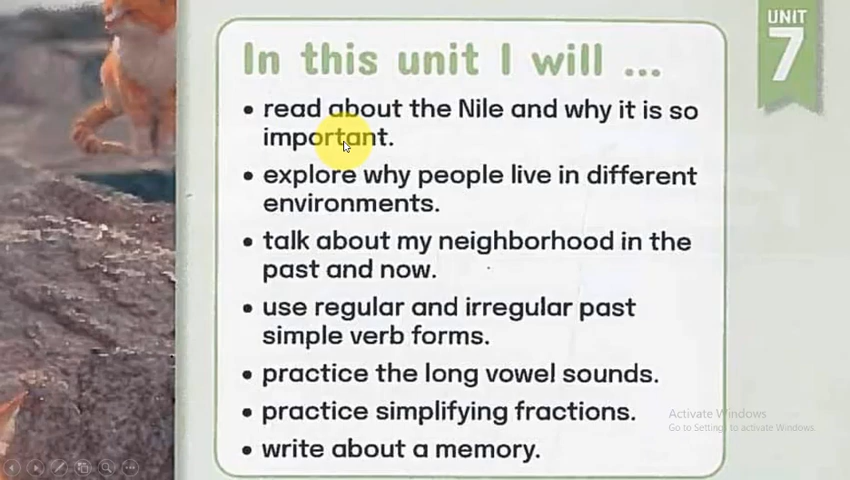 UNIT
7
In this unit I will ...
• read about the Nile and why it is so
important.
• explore why people live in different
environments.
• talk about my neighborhood in the
past and now.
• use regular and irregular past
simple verb forms.
• practice the long vowel sounds.
• practice simplifying fractions.
• write about a memory.
Activate Windows
Go to Settings to activate Windows.